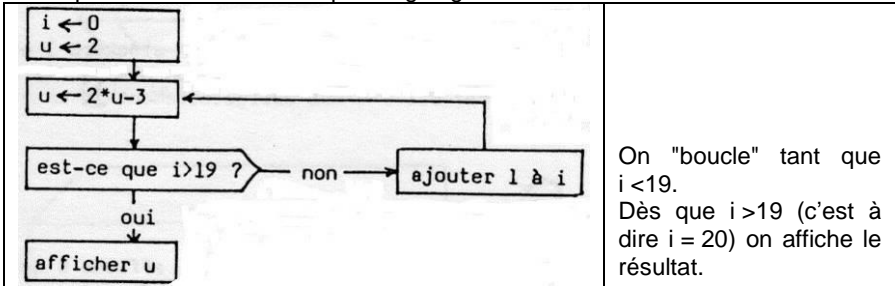 i ← 0
u ← 2
u ← 2*u-3
est-ce que i>19 ?
non
ajouter 1 à i
oui
afficher u
On "boucle" tant que
i <19.
Dès que i >19 (c'est à
dire i = 20) on affiche le
résultat.